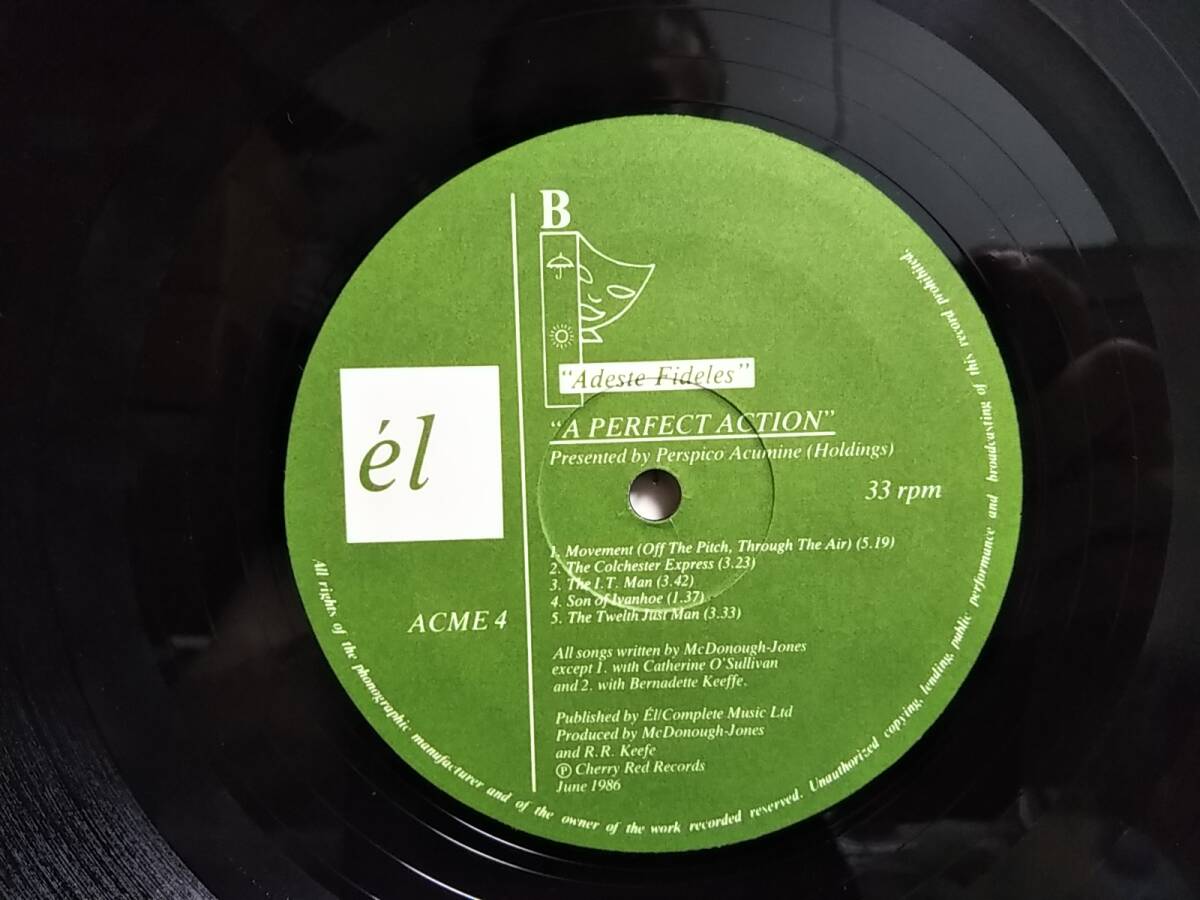 B
"Adeste Fideles"
"A PERFECT ACTION"
Presented by Perspico Acumine (Holdings)
él
33 rpm
1. Movement (Off The Pitch, Through The Air) (5.19)
2. The Colchester Express (3.23)
3. The I.T. Man (3.42)
4. Son of Ivanhoe (1.37)
5. The Twelth Just Man (3.33)
ACME 4
All songs written by McDonough-Jones
except 1. with Catherine O'Sullivan
and 2. with Bernadette Keeffe.
Published by Él/Complete Music Ltd
Produced by McDonough-Jones
and R.R. Keefe
Ⓟ Cherry Red Records
June 1986
All rights of the phonographic manufacturer and of the owner of the work recorded reserved. Unauthorized copying, lending, public performance and broadcasting of this record prohibited.